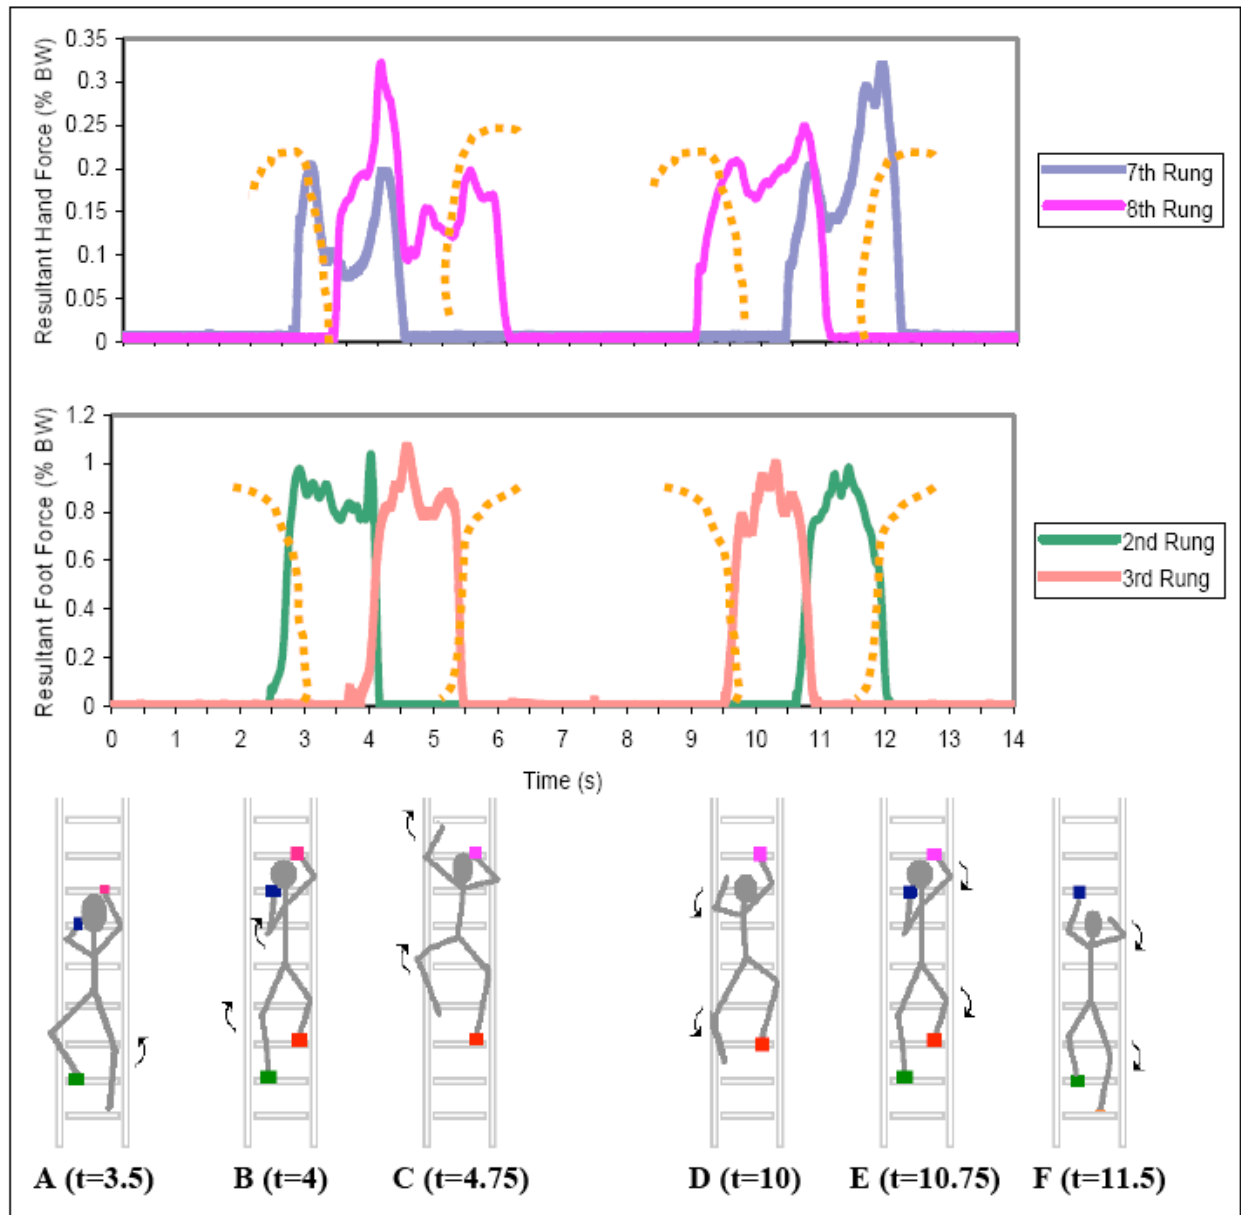 Resultant Hand Force (% BW)
0.35
0.3
0.25
0.2
0.15
0.1
0.05
0
7th Rung
8th Rung
Resultant Foot Force (% BW)
1.2
1
0.8
0.6
0.4
0.2
0
2nd Rung
3rd Rung
0 1 2 3 4 5 6 7 8 9 10 11 12 13 14
Time (s)
A (t=3.5) B (t=4) C (t=4.75) D (t=10) E (t=10.75) F (t=11.5)